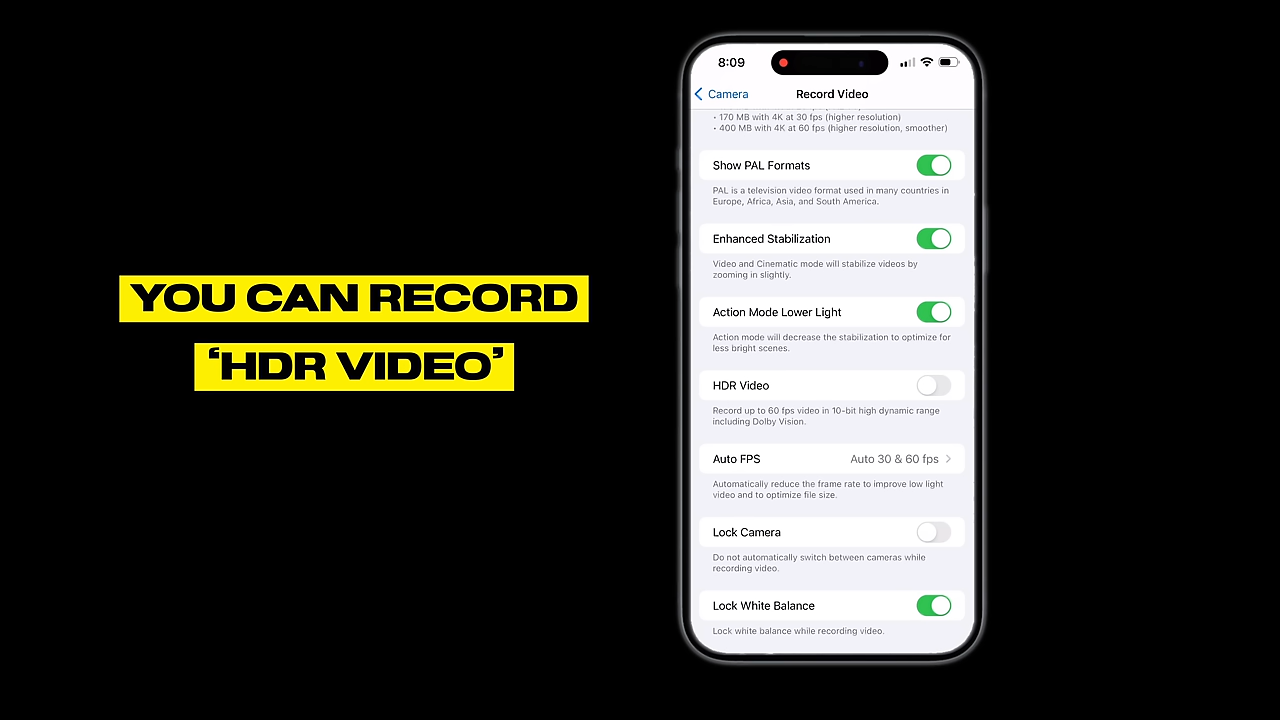 YOU CAN RECORD
‘HDR VIDEO’
8:09
Camera
Record Video
• 170 MB with 4K at 30 fps (higher resolution)
• 400 MB with 4K at 60 fps (higher resolution, smoother)
Show PAL Formats
PAL is a television video format used in many countries in
Europe, Africa, Asia, and South America.
Enhanced Stabilization
Video and Cinematic mode will stabilize videos by
zooming in slightly.
Action Mode Lower Light
Action mode will decrease the stabilization to optimize for
less bright scenes.
HDR Video
Record up to 60 fps video in 10-bit high dynamic range
including Dolby Vision.
Auto FPS Auto 30 & 60 fps
Automatically reduce the frame rate to improve low light
video and to optimize file size.
Lock Camera
Do not automatically switch between cameras while
recording video.
Lock White Balance
Lock white balance while recording video.